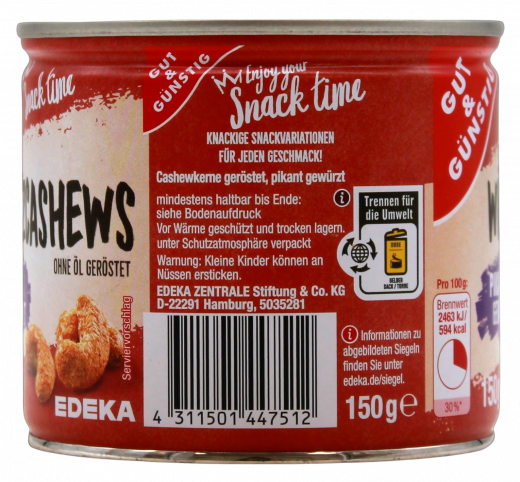 Snack time
GUT
&
GÜNSTIG
CASHEWS
OHNE ÖL GERÖSTET
Serviervorschlag
EDEKA
Enjoy your
Snack time
KNACKIGE SNACKVARIATIONEN
FÜR JEDEN GESCHMACK!
Cashewkerne geröstet, pikant gewürzt
mindestens haltbar bis Ende:
siehe Bodenaufdruck
Vor Wärme geschützt und trocken lagern.
unter Schutzatmosphäre verpackt
Warnung: Kleine Kinder können an
Nüssen ersticken.
EDEKA ZENTRALE Stiftung & Co. KG
D-22291 Hamburg, 5035281
4 311501 447512
i
Trennen für
die Umwelt
GELBER
SACK / TONNE
i Informationen zu
abgebildeten Siegeln
finden Sie unter
edeka.de/siegel.
150g e
GUT
&
GÜNSTIG
Pro 100g:
Brennwert
2463 kJ/
594 kcal
30%*
150